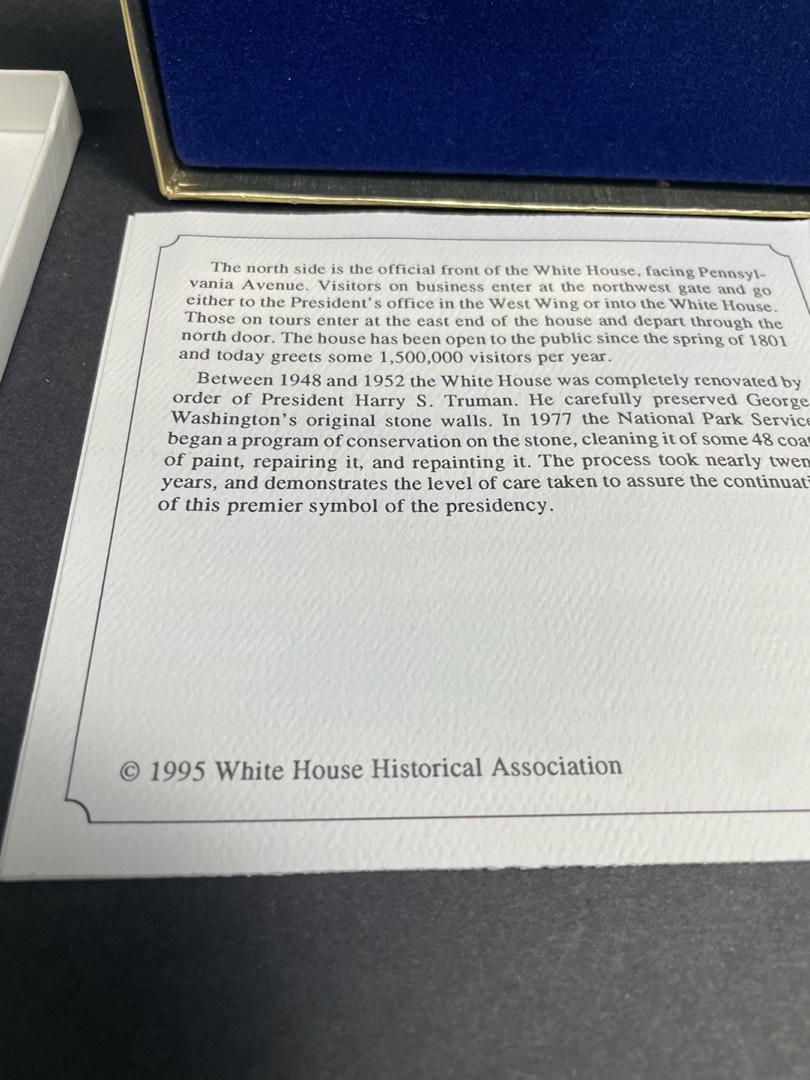 The north side is the official front of the White House, facing Pennsyl-
vania Avenue. Visitors on business enter at the northwest gate and go
either to the President's office in the West Wing or into the White House.
Those on tours enter at the east end of the house and depart through the
north door. The house has been open to the public since the spring of 1801
and today greets some 1,500,000 visitors per year.
Between 1948 and 1952 the White House was completely renovated by
order of President Harry S. Truman. He carefully preserved George
Washington's original stone walls. In 1977 the National Park Service
began a program of conservation on the stone, cleaning it of some 48
of paint, repairing it, and repainting it. The process took nearly
years, and demonstrates the level of care taken to assure the
of this premier symbol of the presidency.
© 1995 White House Historical Association